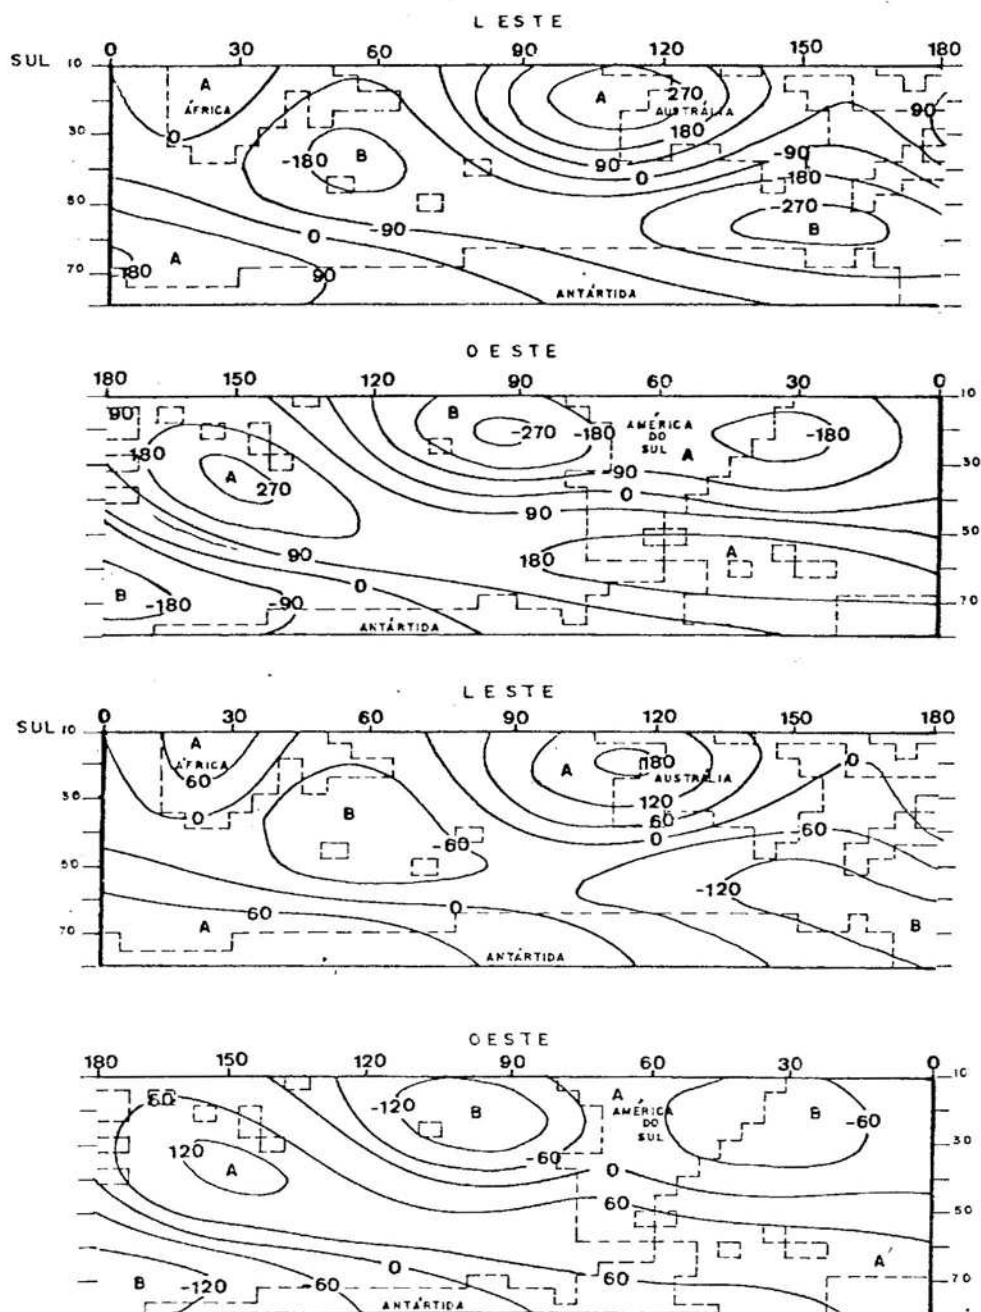 LESTE
SUL 10 0 30 60 90 120 150 180
A
ÁFRICA
A
270
AUSTRÁLIA
90
180
30
0
-180
B
90
-90
0
-180
50
-270
0
-90
B
A
70
180
90
ANTÁRTIDA
OESTE
180 150 120 90 60 30 0
10
90
B
-270
-180
AMÉRICA
DO
SUL
A
-180
180
A
270
-90
30
0
90
50
90
180
A
B
-180
-90
0
70
ANTÁRTIDA
LESTE
SUL 10 0 30 60 90 120 150 180
A
ÁFRICA
60
A
180
AUSTRÁLIA
0
30
0
B
120
60
0
-60
-60
50
-120
A
60
0
B
70
ANTÁRTIDA
OESTE
180 150 120 90 60 30 0
10
60
-120
B
A
AMÉRICA
DO
SUL
B
-60
30
120
A
-60
0
60
50
0
A
B
-120
-60
60
70
ANTÁRTIDA